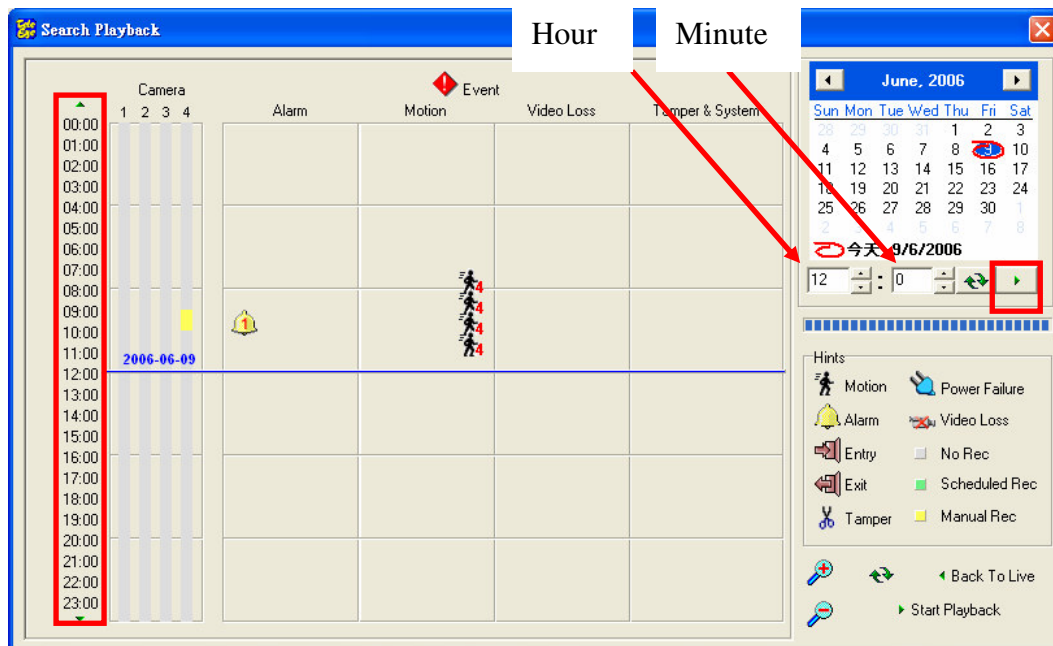 Search Playback
Hour
Minute
Camera
1 2 3 4
Event
Alarm
Motion
Video Loss
Tamper & System
00:00
01:00
02:00
03:00
04:00
05:00
06:00
07:00
08:00
09:00
10:00
11:00
12:00
13:00
14:00
15:00
16:00
17:00
18:00
19:00
20:00
21:00
22:00
23:00
1
4
4
4
4
2006-06-09
June, 2006
Sun Mon Tue Wed Thu Fri Sat
28 29 30 31 1 2 3
4 5 6 7 8 9 10
11 12 13 14 15 16 17
18 19 20 21 22 23 24
25 26 27 28 29 30 1
2 3 4 5 6 7 8
今天: 9/6/2006
12 : 0
Hints
Motion
Power Failure
Alarm
Video Loss
Entry
No Rec
Exit
Scheduled Rec
Tamper
Manual Rec
Back To Live
Start Playback